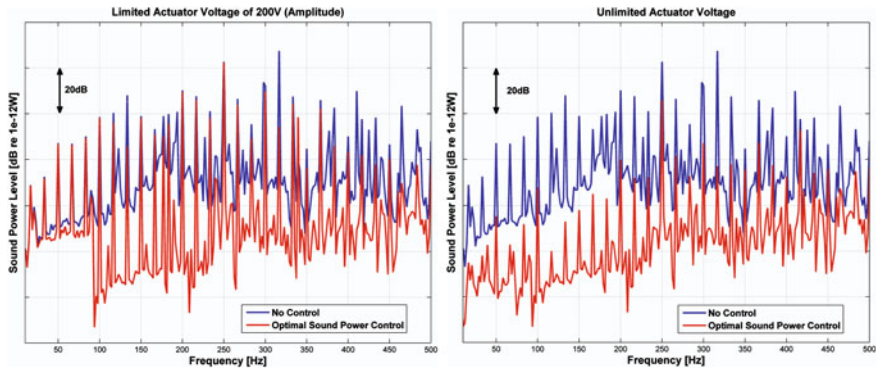 Limited Actuator Voltage of 200V (Amplitude)
Sound Power Level [dB re 1e-12W]
20dB
No Control
Optimal Sound Power Control
50 100 150 200 250 300 350 400 450 500
Frequency [Hz]
Unlimited Actuator Voltage
Sound Power Level [dB re 1e-12W]
20dB
No Control
Optimal Sound Power Control
50 100 150 200 250 300 350 400 450 500
Frequency [Hz]